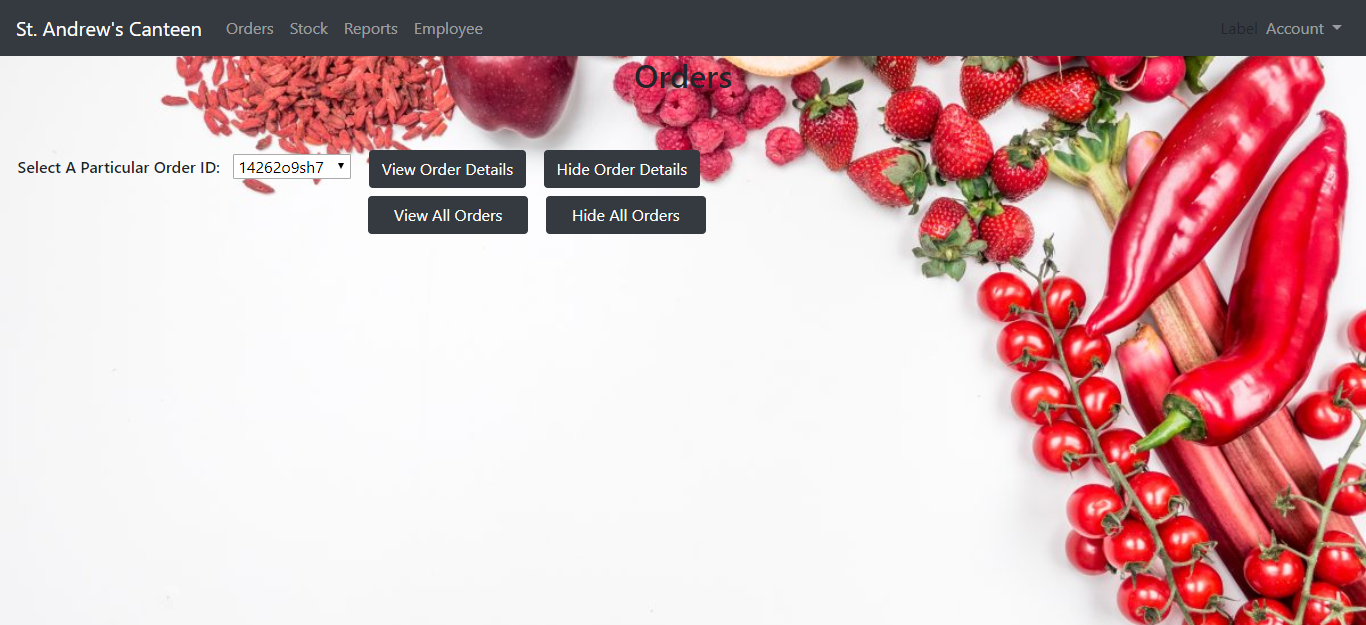 St. Andrew's Canteen Orders Stock Reports Employee Label Account
Orders
Select A Particular Order ID: 14262o9sh7 View Order Details Hide Order Details
View All Orders Hide All Orders